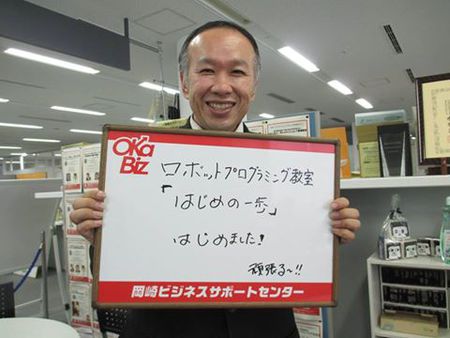 OKa
Biz
ロボットプログラミング教室
「はじめの一歩」
はじめました!
頑張る〜!!
岡崎ビジネスサポートセンター